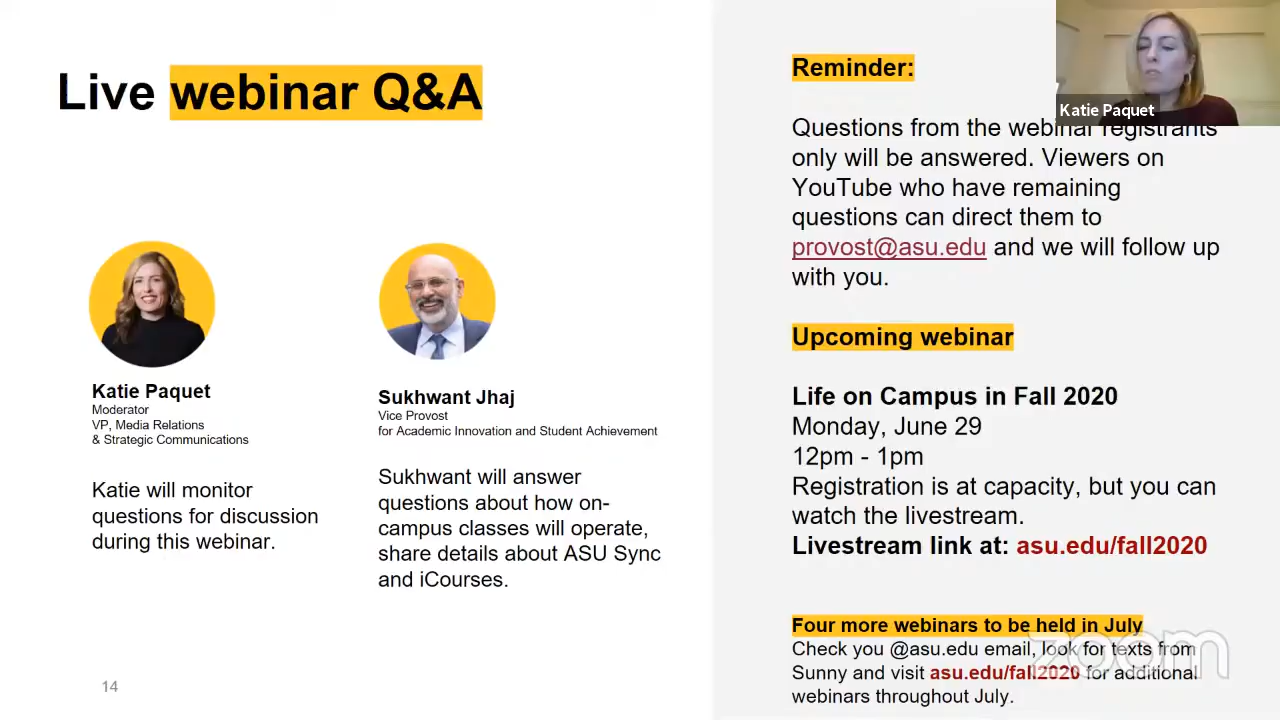 Live webinar Q&A
Katie Paquet
Moderator
VP, Media Relations
& Strategic Communications
Katie will monitor
questions for discussion
during this webinar.
Sukhwant Jhaj
Vice Provost
for Academic Innovation and Student Achievement
Sukhwant will answer
questions about how on-
campus classes will operate,
share details about ASU Sync
and iCourses.
14
Reminder:
Questions from the webinar registrants
only will be answered. Viewers on
YouTube who have remaining
questions can direct them to
provost@asu.edu and we will follow up
with you.
Upcoming webinar
Life on Campus in Fall 2020
Monday, June 29
12pm - 1pm
Registration is at capacity, but you can
watch the livestream.
Livestream link at: asu.edu/fall2020
Four more webinars to be held in July
Check you @asu.edu email, look for texts from
Sunny and visit asu.edu/fall2020 for additional
webinars throughout July.
Katie Paquet
zoom